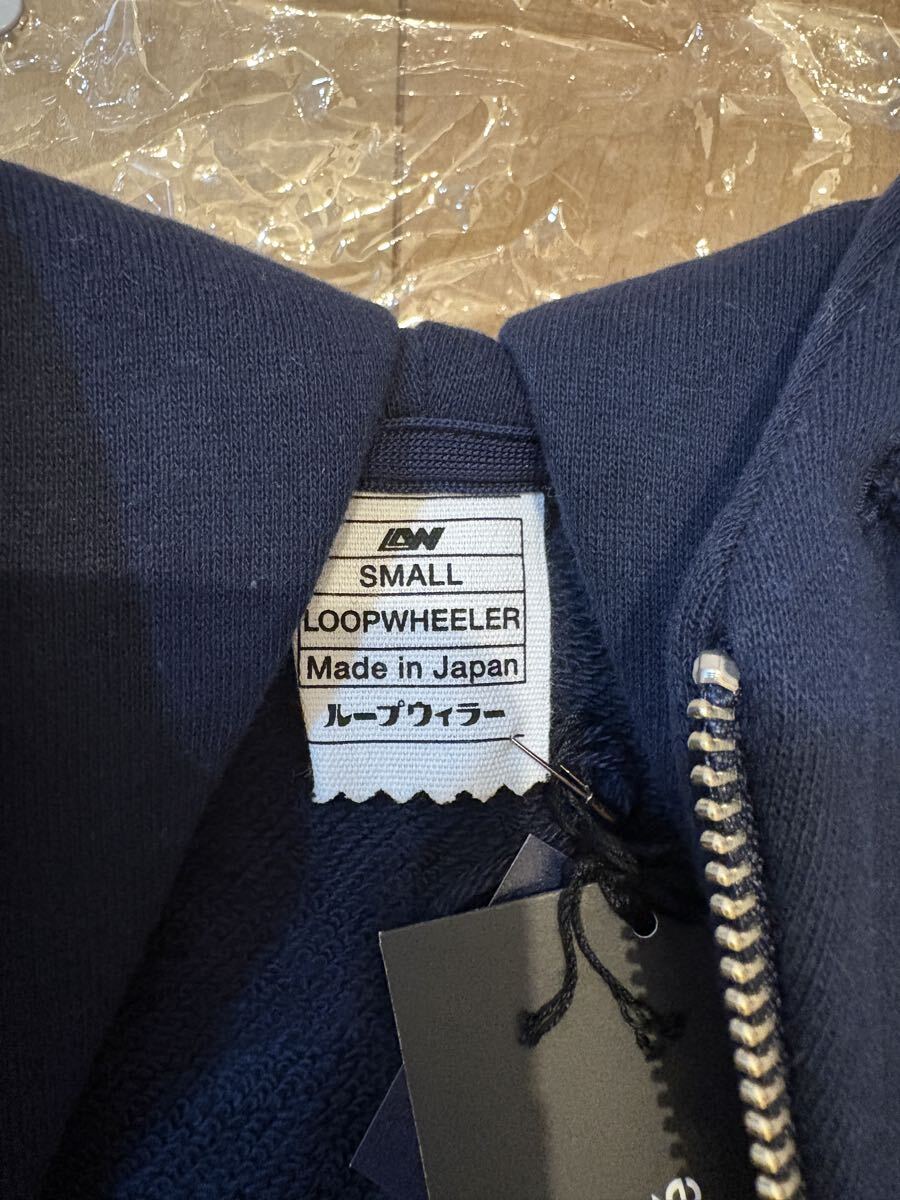 LW
SMALL
LOOPWHEELER
Made in Japan
ループウィラー
e